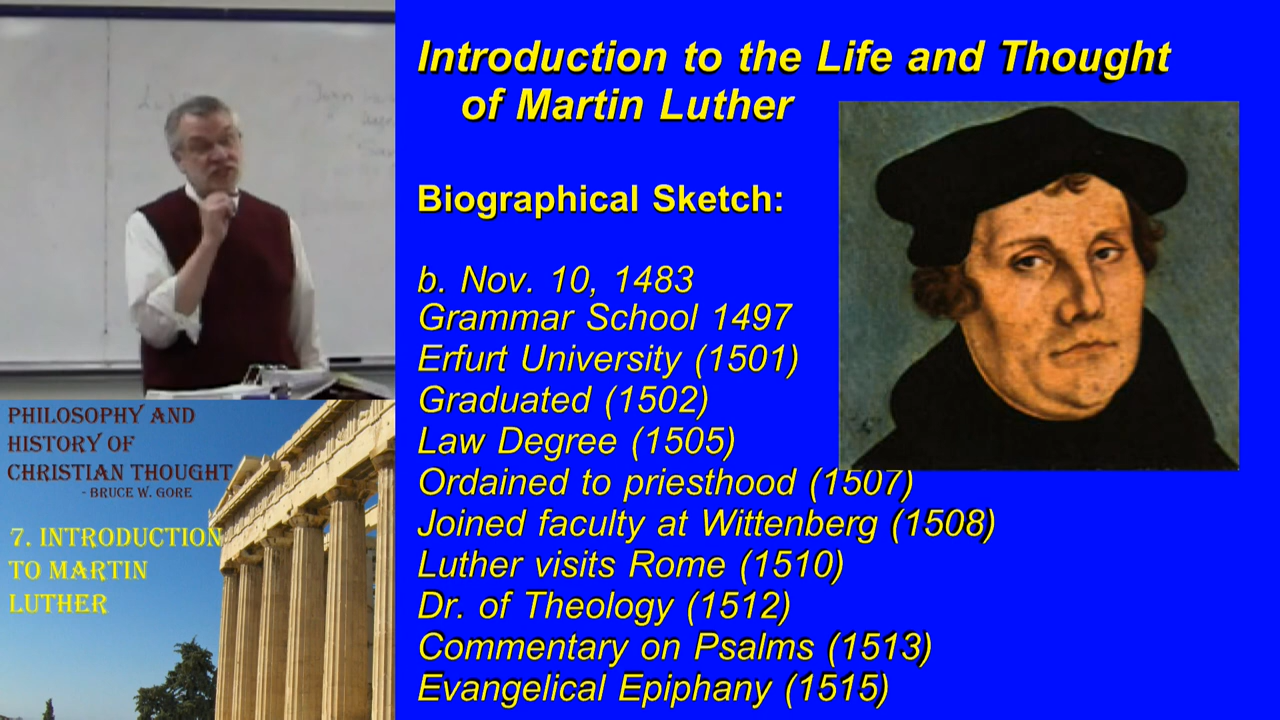 Introduction to the Life and Thought
of Martin Luther
Biographical Sketch:
b. Nov. 10, 1483
Grammar School 1497
Erfurt University (1501)
Graduated (1502)
Law Degree (1505)
Ordained to priesthood (1507)
Joined faculty at Wittenberg (1508)
Luther visits Rome (1510)
Dr. of Theology (1512)
Commentary on Psalms (1513)
Evangelical Epiphany (1515)
PHILOSOPHY AND
HISTORY OF
CHRISTIAN THOUGHT
- BRUCE W. GORE
7. INTRODUCTION
TO MARTIN
LUTHER